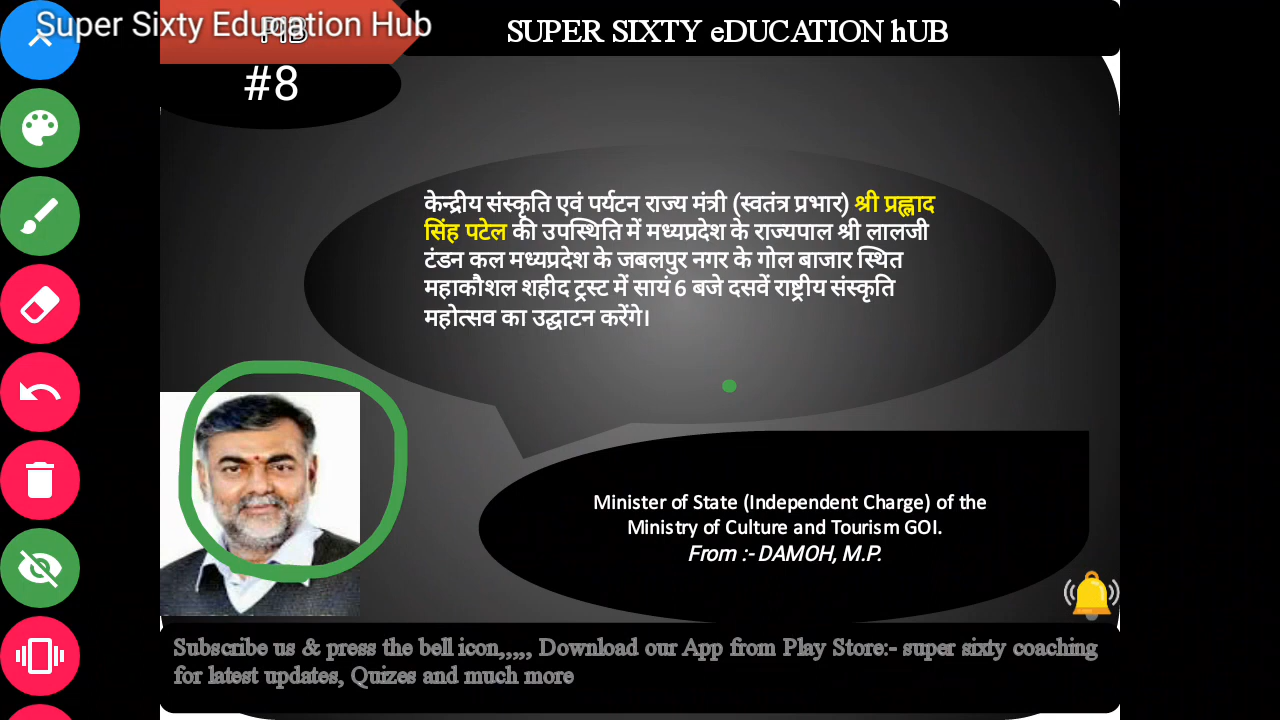 Super Sixty Education Hub
PIB
SUPER SIXTY eDUCATION hUB
#8
केन्द्रीय संस्कृति एवं पर्यटन राज्य मंत्री (स्वतंत्र प्रभार) श्री प्रह्लाद
सिंह पटेल की उपस्थिति में मध्यप्रदेश के राज्यपाल श्री लालजी
टंडन कल मध्यप्रदेश के जबलपुर नगर के गोल बाजार स्थित
महाकौशल शहीद ट्रस्ट में सायं 6 बजे दसवें राष्ट्रीय संस्कृति
महोत्सव का उद्घाटन करेंगे।
Minister of State (Independent Charge) of the
Ministry of Culture and Tourism GOI.
From :- DAMOH, M.P.
Subscribe us & press the bell icon,,,,, Download our App from Play Store:- super sixty coaching
for latest updates, Quizes and much more